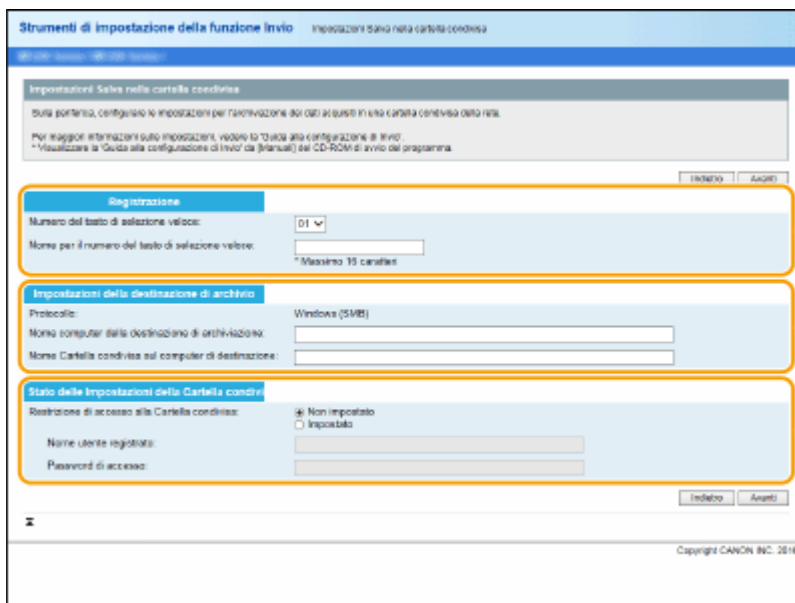 Strumenti di impostazione della funzione Invio Impostazioni Salva nella cartella condivisa
Impostazioni Salva nella cartella condivisa
Sulla periferica, configurare le impostazioni per l'archiviazione dei dati acquisiti in una cartella condivisa della rete.
Per maggiori informazioni sulle impostazioni, vedere la 'Guida alla configurazione di Invio'.
* Visualizzare la 'Guida alla configurazione di Invio' da [Manuali] del CD-ROM di avvio del programma.
Indietro Avanti
Registrazione
Numero del tasto di selezione veloce: 01
Nome per il numero del tasto di selezione veloce:
* Massimo 16 caratteri
Impostazioni della destinazione di archivio
Protocollo: Windows (SMB)
Nome computer della destinazione di archiviazione:
Nome Cartella condivisa sul computer di destinazione:
Stato delle Impostazioni della Cartella condivi
Restrizione di accesso alla Cartella condivisa: Non impostato
Impostato
Nome utente registrato:
Password di accesso:
Indietro Avanti
Copyright CANON INC. 201